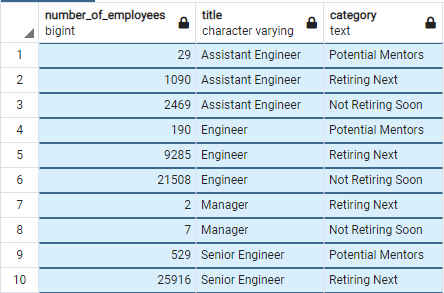 number_of_employees title category
bigint character varying text
1 29 Assistant Engineer Potential Mentors
2 1090 Assistant Engineer Retiring Next
3 2469 Assistant Engineer Not Retiring Soon
4 190 Engineer Potential Mentors
5 9285 Engineer Retiring Next
6 21508 Engineer Not Retiring Soon
7 2 Manager Retiring Next
8 7 Manager Not Retiring Soon
9 529 Senior Engineer Potential Mentors
10 25916 Senior Engineer Retiring Next